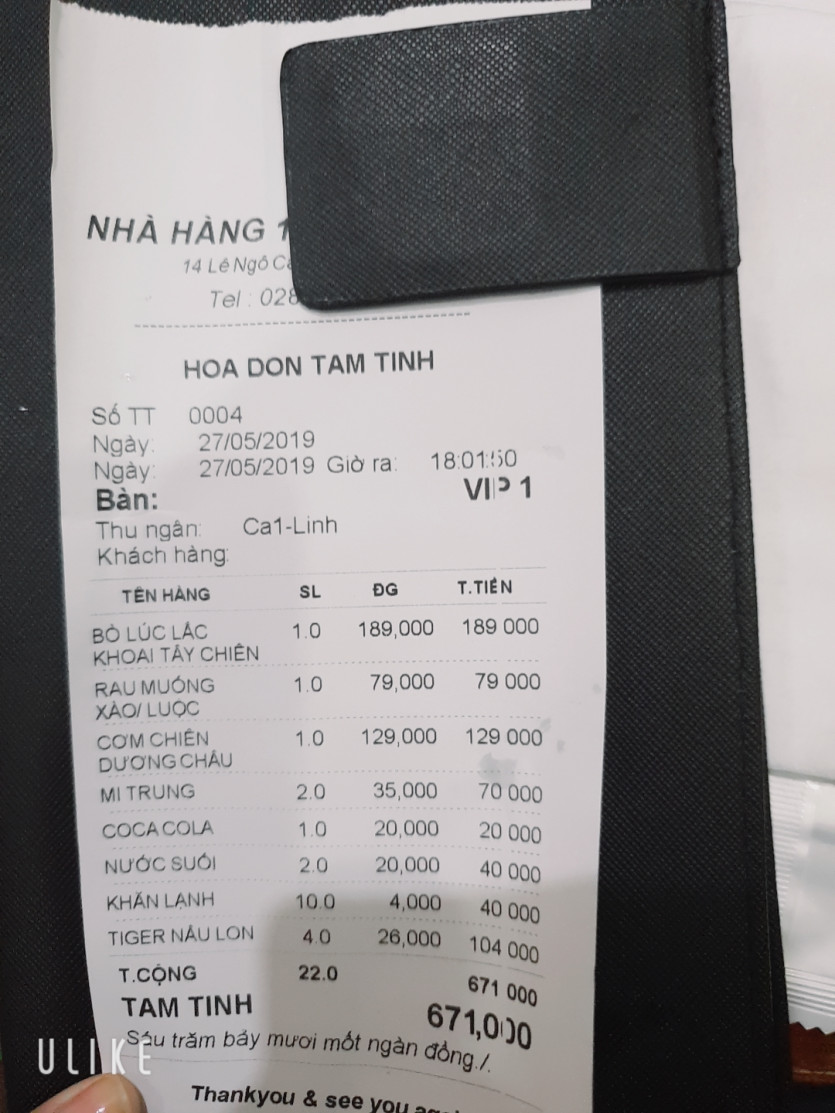 NHÀ HÀNG
14 Lê Ngô
Tel : 028
HOA DON TAM TINH
Số TT 0004
Ngày: 27/05/2019
Ngày: 27/05/2019 Giờ ra: 18:01:50
Bàn: VIP 1
Thu ngân: Ca1-Linh
Khách hàng:
TÊN HÀNG SL ĐG T.TIỀN
BÒ LÚC LẮC 1.0 189,000 189 000
KHOAI TÂY CHIÊN
RAU MUỐNG 1.0 79,000 79 000
XÀO/ LUỘC
CƠM CHIÊN 1.0 129,000 129 000
DƯƠNG CHÂU
MI TRUNG 2.0 35,000 70 000
COCA COLA 1.0 20,000 20 000
NƯỚC SUỐI 2.0 20,000 40 000
KHĂN LẠNH 10.0 4,000 40 000
TIGER NÂU LON 4.0 26,000 104 000
T.CỘNG 22.0 671 000
TAM TINH 671,000
Sáu trăm bảy mươi mốt ngàn đồng./.
Thankyou & see you
ULIKE